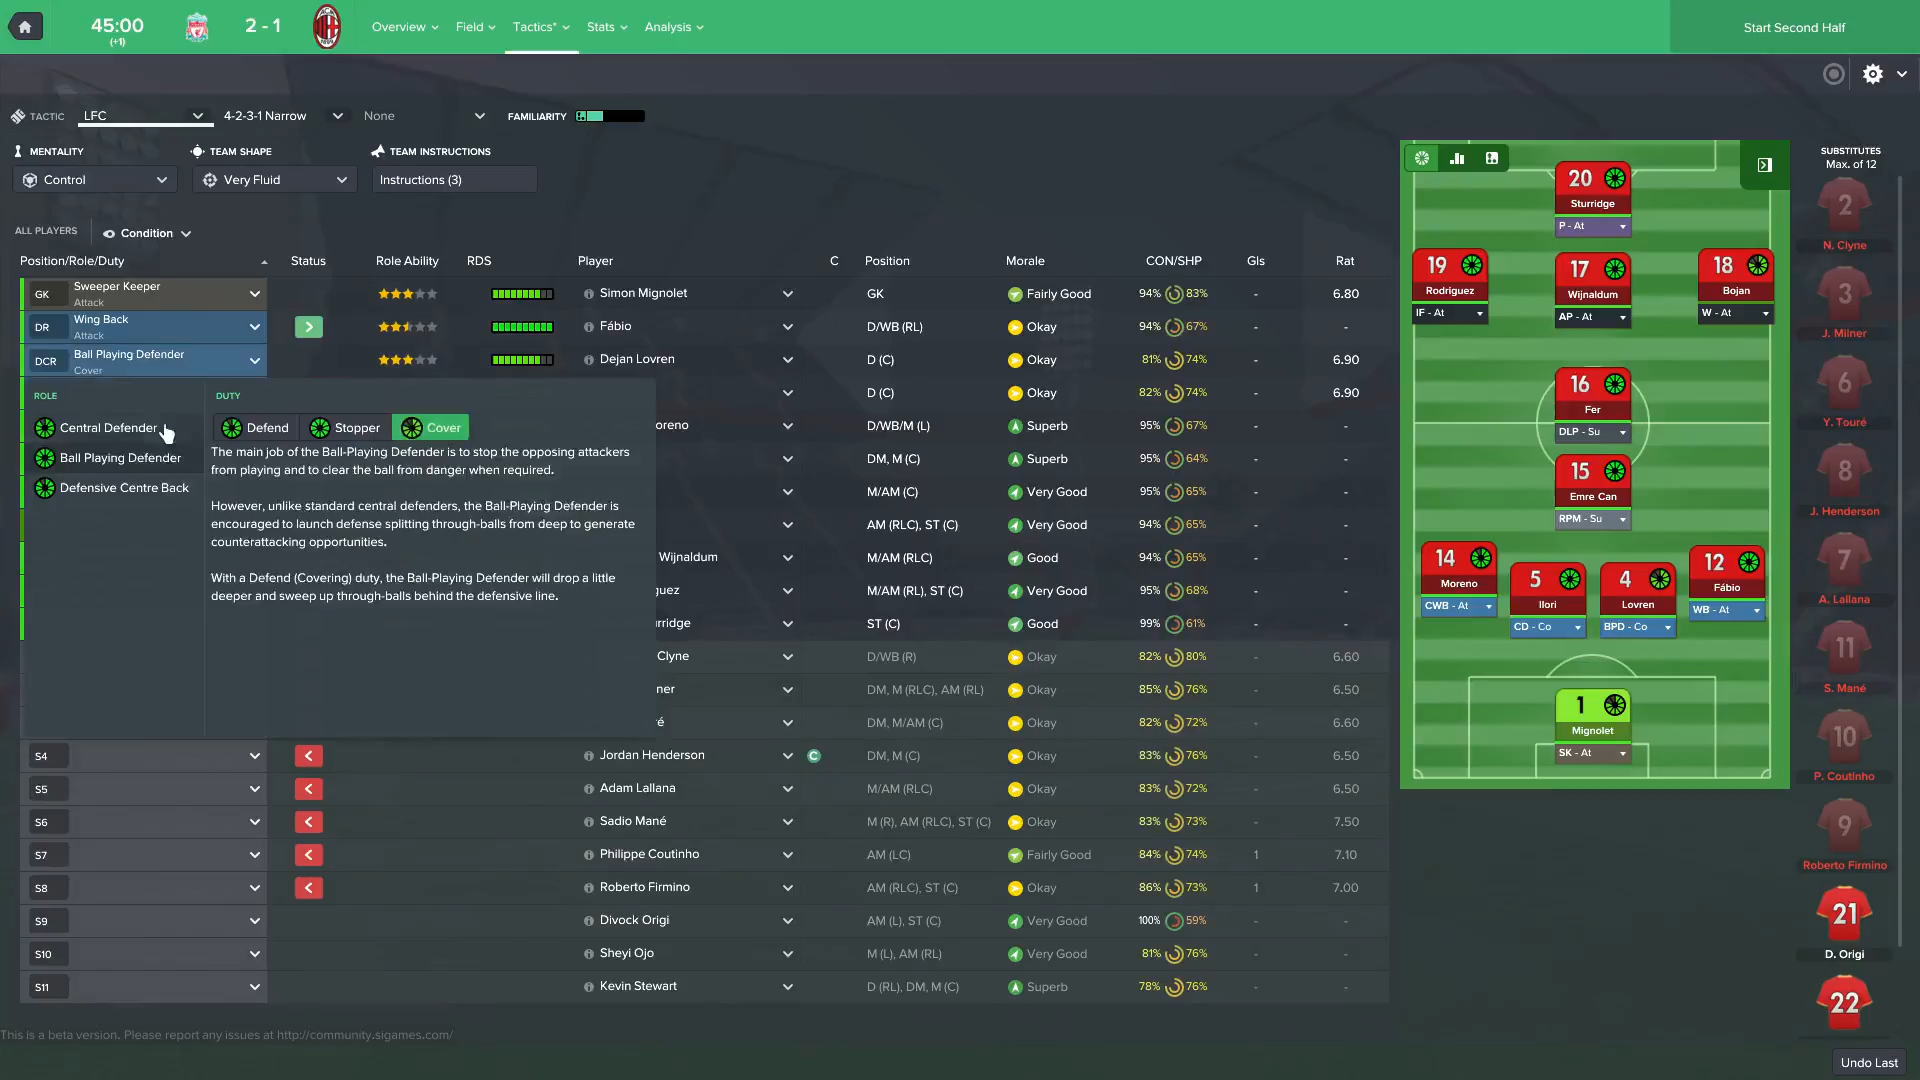 45:00
(+1)
2 - 1
Overview
Field
Tactics*
Stats
Analysis
Start Second Half
TACTIC
LFC
4-2-3-1 Narrow
None
FAMILIARITY
MENTALITY
TEAM SHAPE
TEAM INSTRUCTIONS
Control
Very Fluid
Instructions (3)
ALL PLAYERS
Condition
Position/Role/Duty Status Role Ability RDS Player C Position Morale CON/SHP Gls Rat
GK Sweeper Keeper Attack Simon Mignolet GK Fairly Good 94% 83% - 6.80
DR Wing Back Attack Fábio D/WB (RL) Okay 94% 67% - -
DCR Ball Playing Defender Cover Dejan Lovren D (C) Okay 81% 74% - 6.90
D (C) Okay 82% 74% - 6.90
oreno D/WB/M (L) Superb 95% 67% - -
DM, M (C) Superb 95% 64% - -
M/AM (C) Very Good 95% 65% - -
AM (RLC), ST (C) Very Good 94% 65% - -
Wijnaldum M/AM (RLC) Good 94% 65% - -
guez M/AM (RL), ST (C) Very Good 95% 68% - -
urridge ST (C) Good 99% 61% - -
Clyne D/WB (R) Okay 82% 80% - 6.60
ner DM, M (RLC), AM (RL) Okay 85% 76% - 6.50
ré DM, M/AM (C) Okay 82% 72% - 6.60
S4 Jordan Henderson C DM, M (C) Okay 83% 76% - 6.50
S5 Adam Lallana M/AM (RLC) Okay 83% 72% - 6.50
S6 Sadio Mané M (R), AM (RLC), ST (C) Okay 83% 73% - 7.50
S7 Philippe Coutinho AM (LC) Fairly Good 84% 74% 1 7.10
S8 Roberto Firmino AM (RLC), ST (C) Okay 86% 73% 1 7.00
S9 Divock Origi AM (L), ST (C) Very Good 100% 59% - -
S10 Sheyi Ojo M (L), AM (RL) Very Good 81% 76% - -
S11 Kevin Stewart D (RL), DM, M (C) Superb 78% 76% - -
ROLE
Central Defender
Ball Playing Defender
Defensive Centre Back
DUTY
Defend
Stopper
Cover
The main job of the Ball-Playing Defender is to stop the opposing attackers
from playing and to clear the ball from danger when required.
However, unlike standard central defenders, the Ball-Playing Defender is
encouraged to launch defense splitting through-balls from deep to generate
counterattacking opportunities.
With a Defend (Covering) duty, the Ball-Playing Defender will drop a little
deeper and sweep up through-balls behind the defensive line.
20
Sturridge
P - At
19
Rodriguez
IF - At
17
Wijnaldum
AP - At
18
Bojan
W - At
16
Fer
DLP - Su
15
Emre Can
RPM - Su
14
Moreno
CWB - At
5
Ilori
CD - Co
4
Lovren
BPD - Co
12
Fábio
WB - At
1
Mignolet
SK - At
SUBSTITUTES
Max. of 12
2
N. Clyne
3
J. Milner
6
Y. Touré
8
J. Henderson
7
A. Lallana
11
S. Mané
10
P. Coutinho
9
Roberto Firmino
21
D. Origi
22
This is a beta version. Please report any issues at http://community.sigames.com/
Undo Last